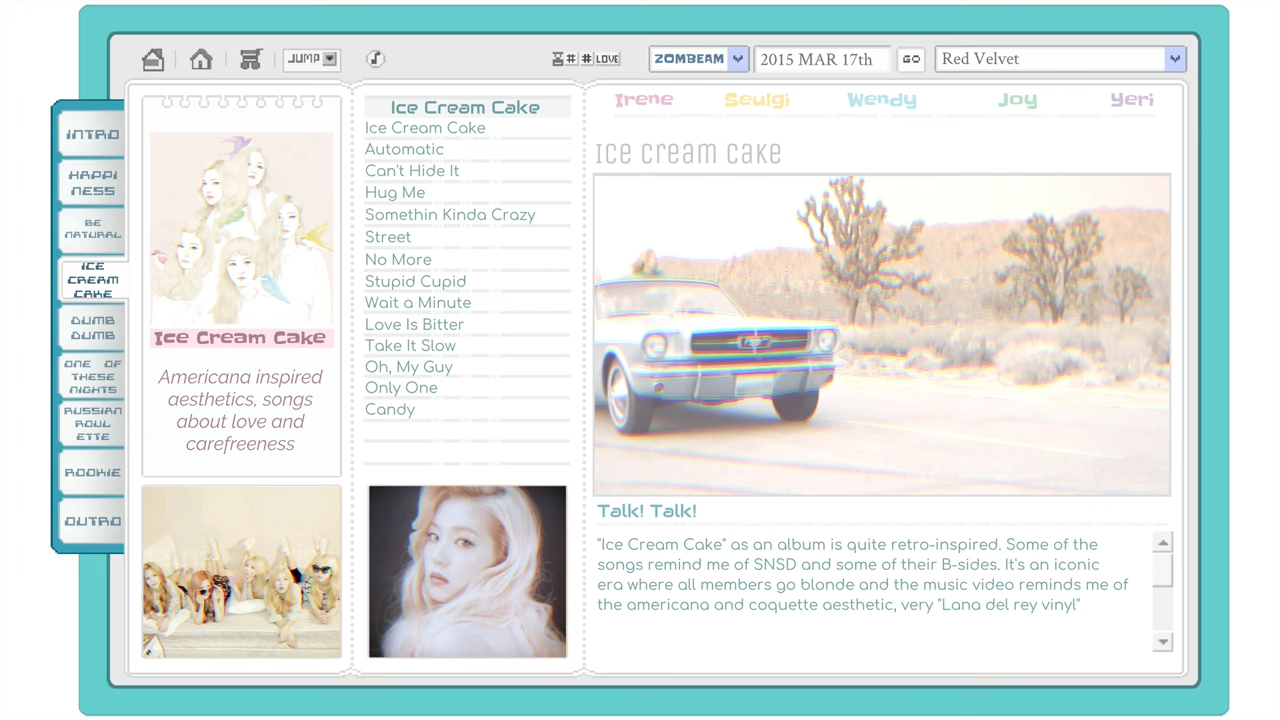 JUMP
# # LOVE
ZOMBEAM
2015 MAR 17th
GO
Red Velvet
INTRO
HAPPI
NESS
BE
NATURAL
ICE
CREAM
CAKE
DUMB
DUMB
ONE OF
THESE
NIGHTS
RUSSIAN
ROUL
ETTE
ROOKIE
OUTRO
Ice Cream Cake
Americana inspired
aesthetics, songs
about love and
carefreeness
Ice Cream Cake
Ice Cream Cake
Automatic
Can't Hide It
Hug Me
Somethin Kinda Crazy
Street
No More
Stupid Cupid
Wait a Minute
Love Is Bitter
Take It Slow
Oh, My Guy
Only One
Candy
Irene Seulgi Wendy Joy Yeri
Ice cream cake
Talk! Talk!
"Ice Cream Cake" as an album is quite retro-inspired. Some of the
songs remind me of SNSD and some of their B-sides. It's an iconic
era where all members go blonde and the music video reminds me of
the americana and coquette aesthetic, very "Lana del rey vinyl"